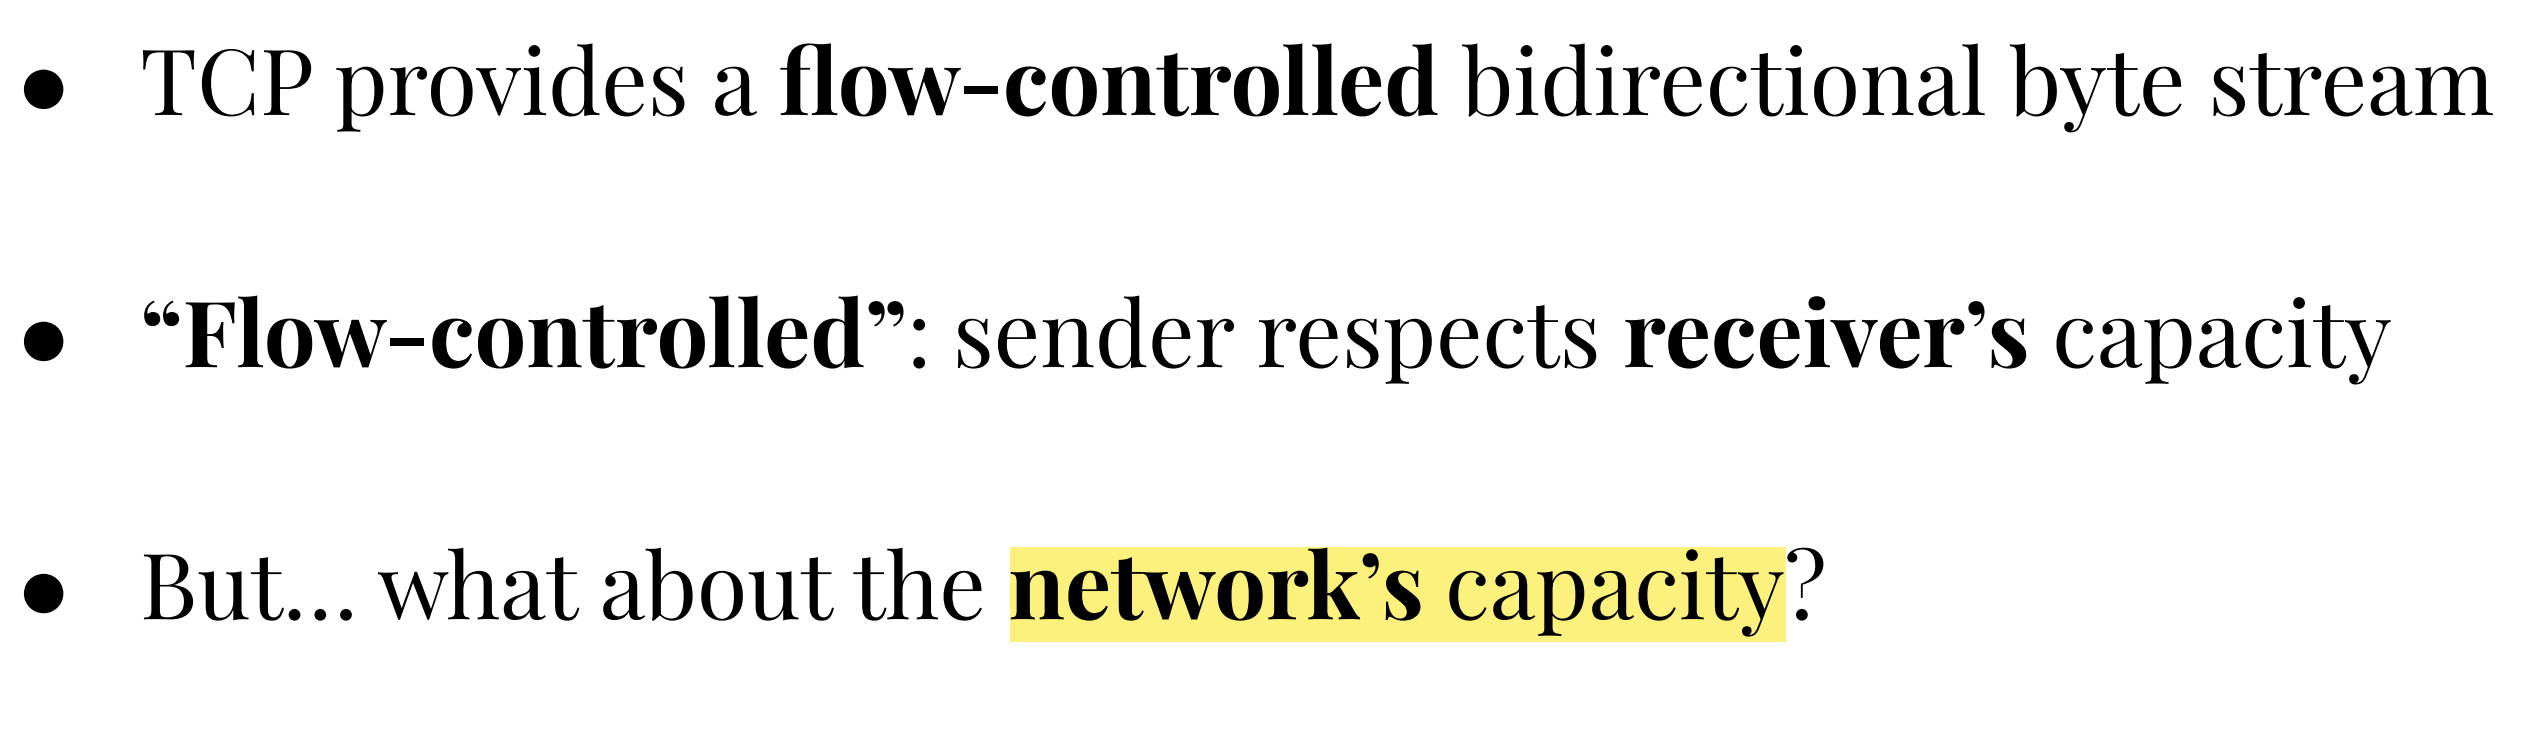 ● TCP provides a flow-controlled bidirectional byte stream
● “Flow-controlled”: sender respects receiver’s capacity
● But… what about the network’s capacity?